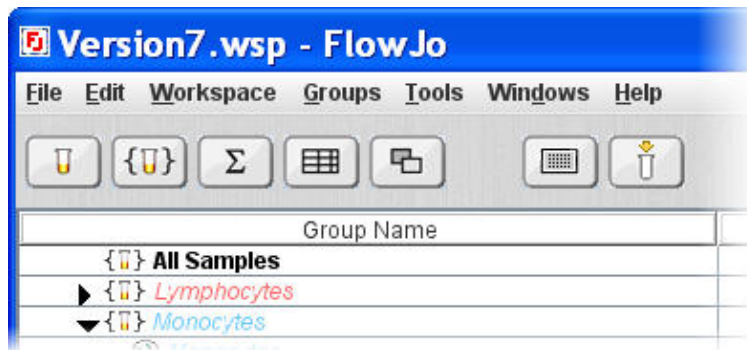 Version7.wsp - FlowJo
File Edit Workspace Groups Tools Windows Help
Group Name
{ } All Samples
{ } Lymphocytes
{ } Monocytes